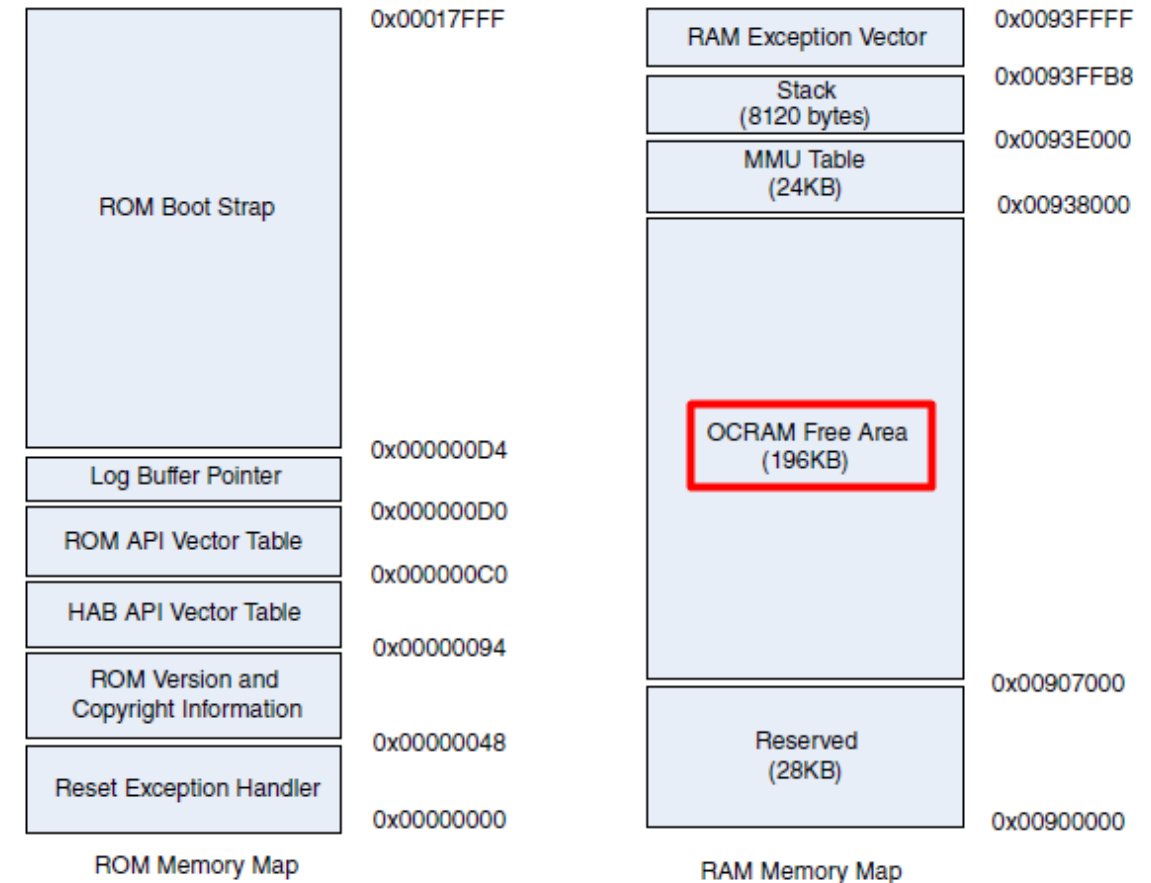 0x00017FFF
ROM Boot Strap
0x000000D4
Log Buffer Pointer
0x000000D0
ROM API Vector Table
0x000000C0
HAB API Vector Table
0x00000094
ROM Version and
Copyright Information
0x00000048
Reset Exception Handler
0x00000000
ROM Memory Map
0x0093FFFF
RAM Exception Vector
0x0093FFB8
Stack
(8120 bytes)
0x0093E000
MMU Table
(24KB)
0x00938000
OCRAM Free Area
(196KB)
0x00907000
Reserved
(28KB)
0x00900000
RAM Memory Map